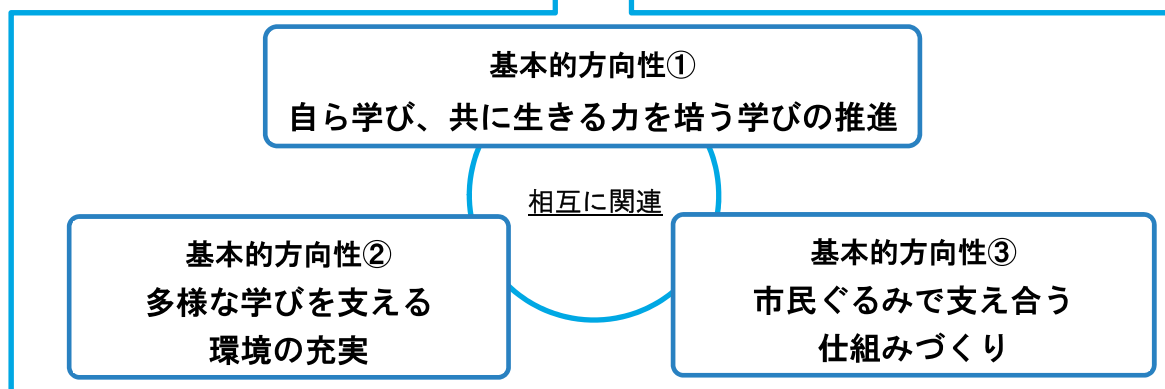 基本的方向性①
自ら学び、共に生きる力を培う学びの推進
相互に関連
基本的方向性②
多様な学びを支える
環境の充実
基本的方向性③
市民ぐるみで支え合う
仕組みづくり